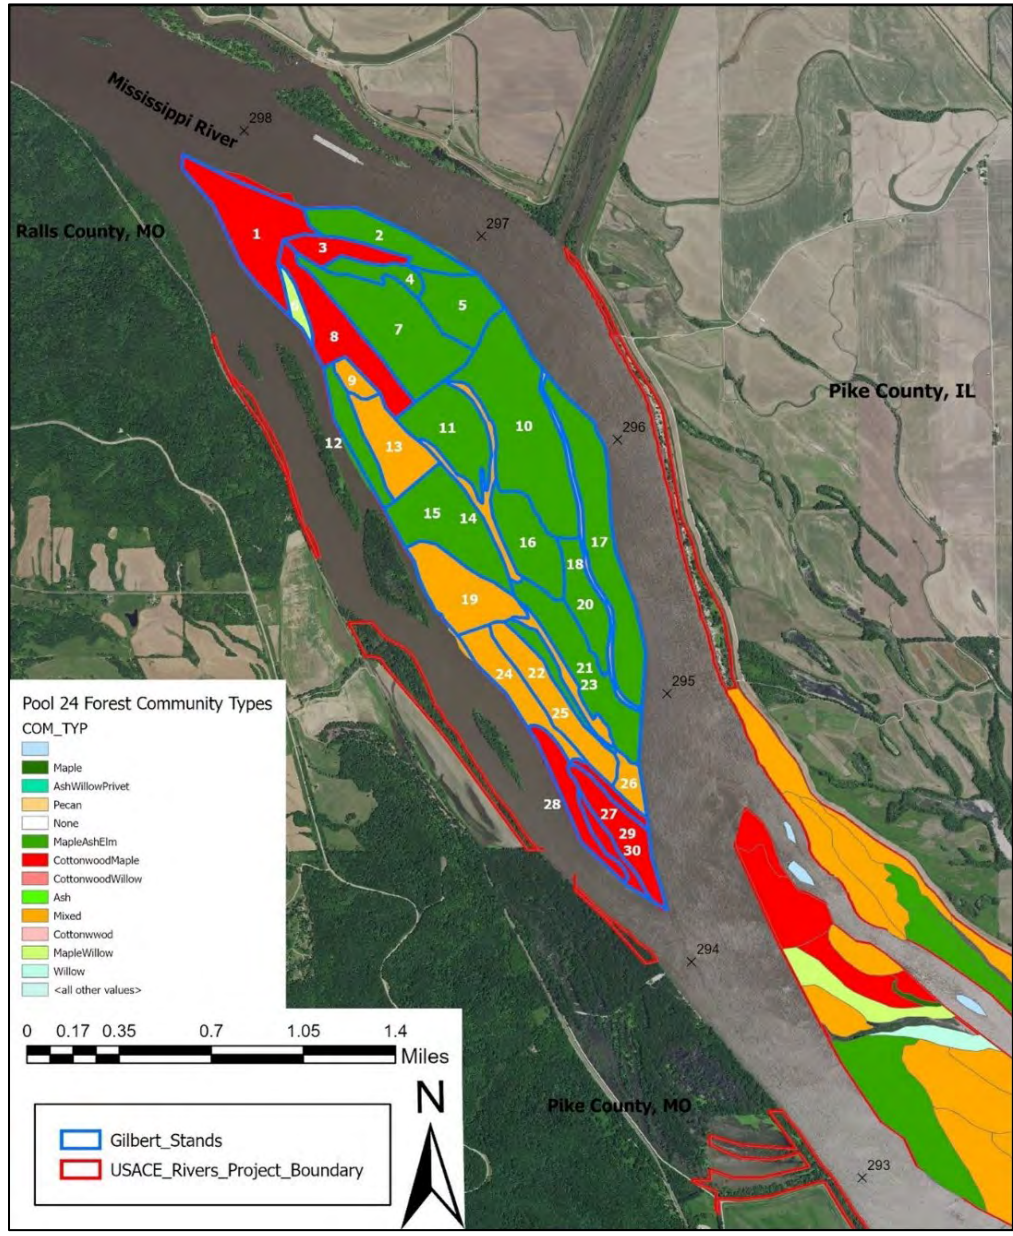 Mississippi River
298
297
Ralls County, MO
1
2
3
4
5
7
8
9
Pike County, IL
296
10
11
12
13
14
15
16
17
18
19
20
21
22
23
24
25
26
295
27
28
29
30
294
Pool 24 Forest Community Types
COM_TYP
Maple
AshWillowPrivet
Pecan
None
MapleAshElm
CottonwoodMaple
CottonwoodWillow
Ash
Mixed
Cottonwwod
MapleWillow
Willow
<all other values>
0 0.17 0.35 0.7 1.05 1.4
Miles
N
Pike County, MO
Gilbert_Stands
USACE_Rivers_Project_Boundary
293